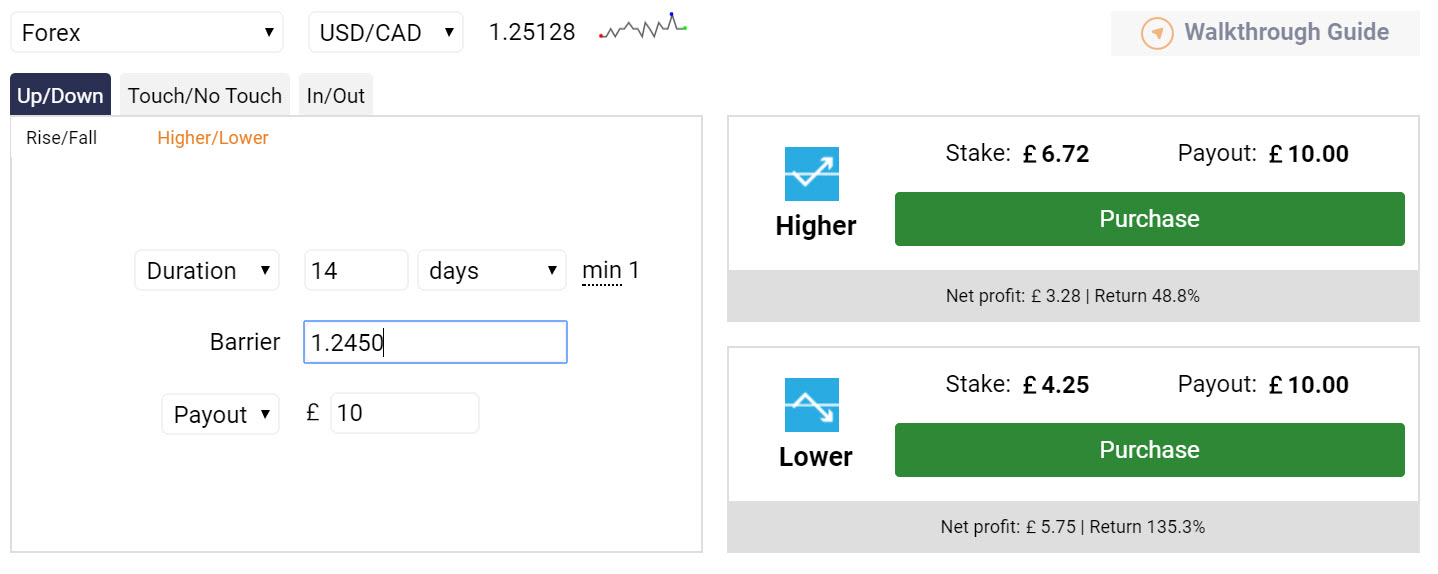 Forex USD/CAD 1.25128 Walkthrough Guide
Up/Down Touch/No Touch In/Out
Rise/Fall Higher/Lower
Duration 14 days min 1
Barrier 1.2450
Payout £ 10
Stake: £ 6.72 Payout: £ 10.00
Higher Purchase
Net profit: £ 3.28 | Return 48.8%
Stake: £ 4.25 Payout: £ 10.00
Lower Purchase
Net profit: £ 5.75 | Return 135.3%